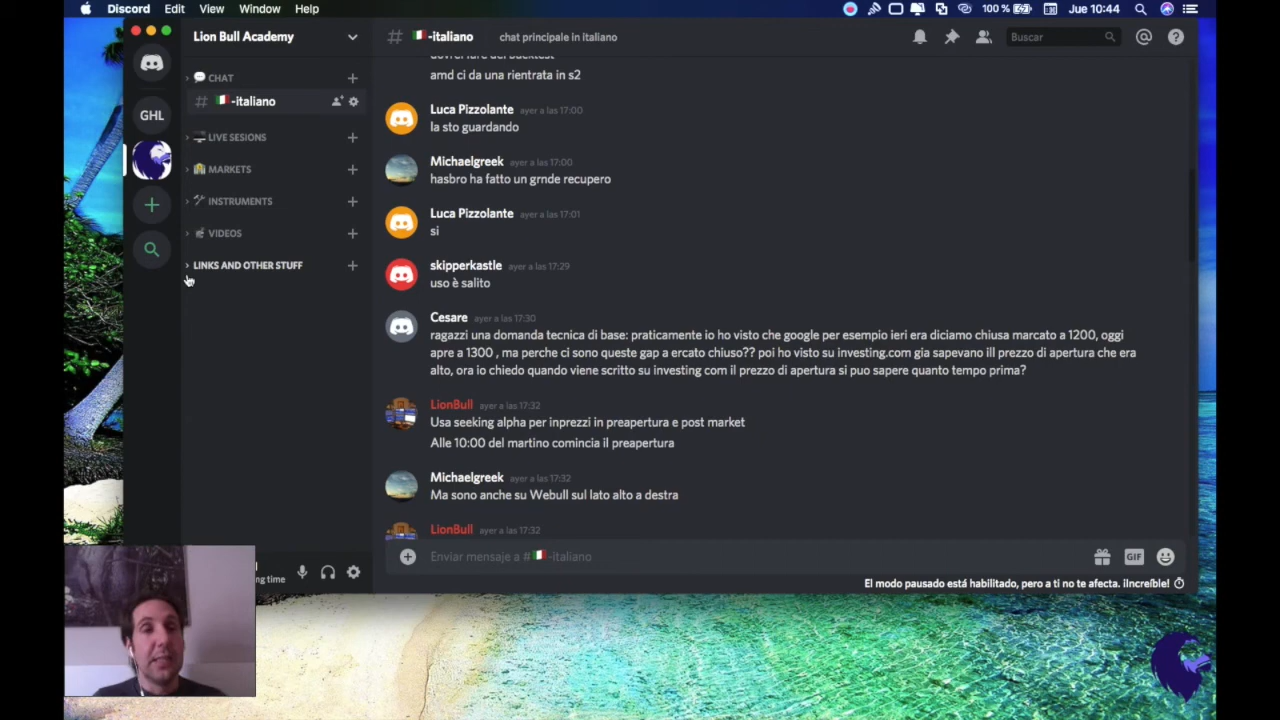 Discord Edit View Window Help
100 % Jue 10:44
Lion Bull Academy
-italiano chat principale in italiano
Buscar
CHAT
-italiano
LIVE SESIONS
MARKETS
INSTRUMENTS
VIDEOS
LINKS AND OTHER STUFF
GHL
amd ci da una rientrata in s2
Luca Pizzolante ayer a las 17:00
la sto guardando
Michaelgreek ayer a las 17:00
hasbro ha fatto un grnde recupero
Luca Pizzolante ayer a las 17:01
si
skipperkastle ayer a las 17:29
uso è salito
Cesare ayer a las 17:30
ragazzi una domanda tecnica di base: praticamente io ho visto che google per esempio ieri era diciamo chiusa marcato a 1200, oggi
apre a 1300 , ma perche ci sono queste gap a ercato chiuso?? poi ho visto su investing.com gia sapevano ill prezzo di apertura che era
alto, ora io chiedo quando viene scritto su investing com il prezzo di apertura si puo sapere quanto tempo prima?
LionBull ayer a las 17:32
Usa seeking alpha per inprezzi in preapertura e post market
Alle 10:00 del martino comincia il preapertura
Michaelgreek ayer a las 17:32
Ma sono anche su Webull sul lato alto a destra
LionBull ayer a las 17:32
Enviar mensaje a # -italiano
GIF
El modo pausado está habilitado, pero a ti no te afecta. ¡Increíble!
ng time